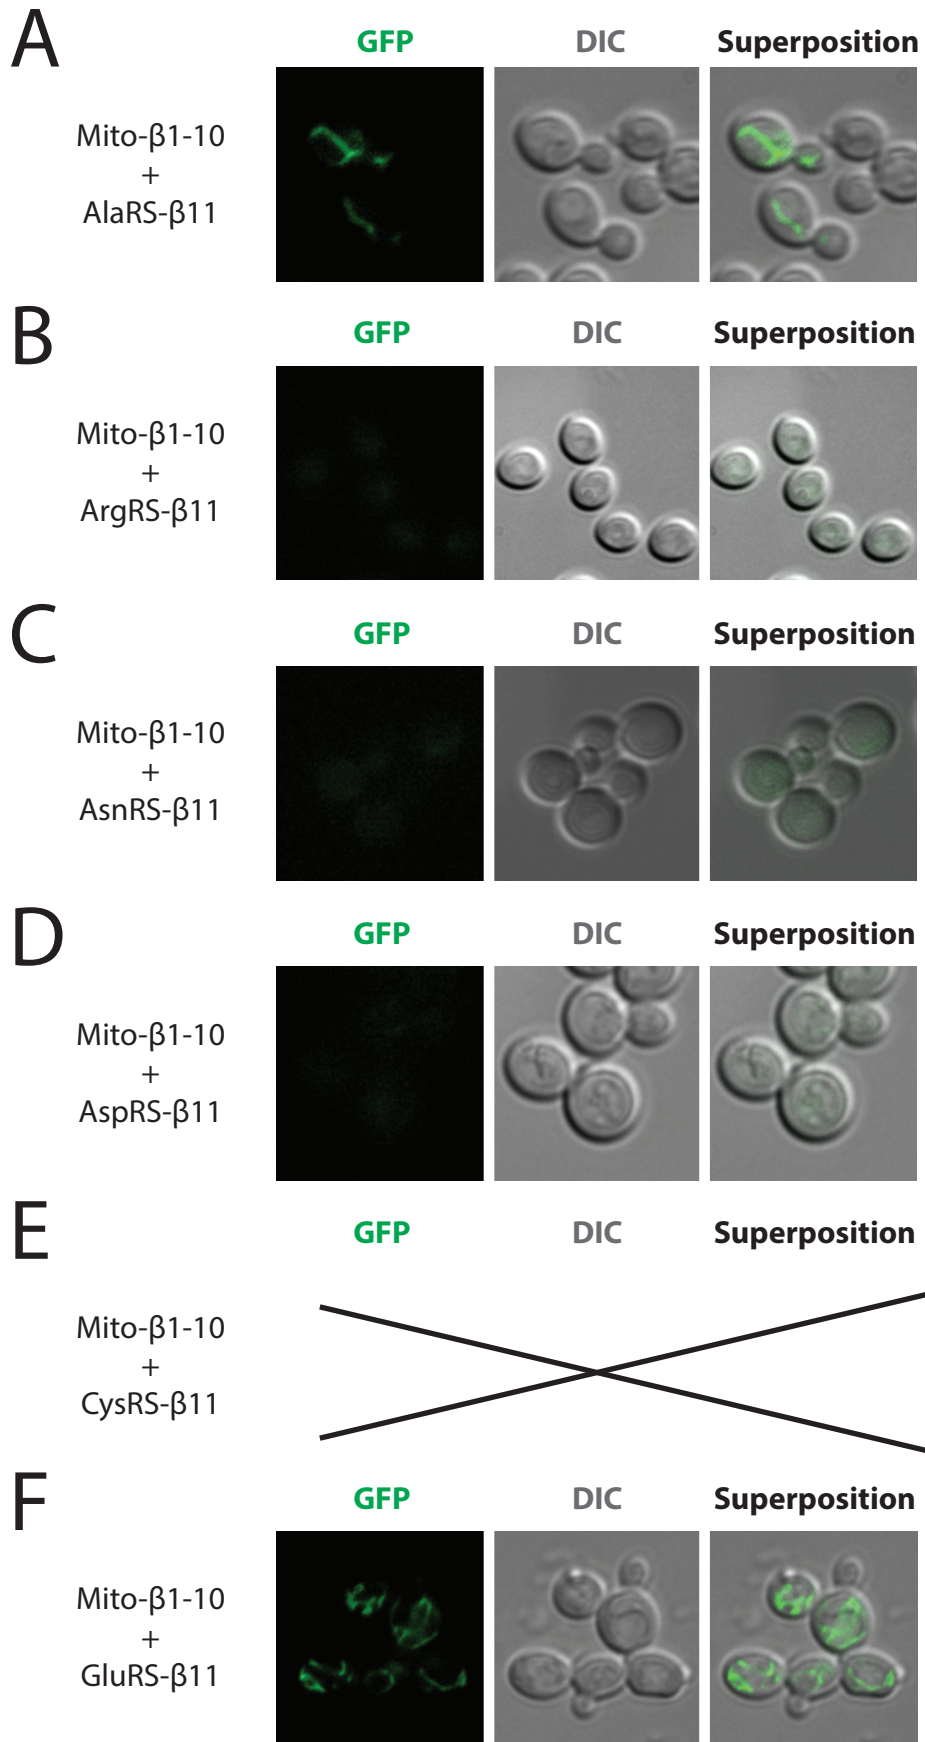 A
GFP DIC Superposition
Mito-β1-10
+
AlaRS-β11
B
GFP DIC Superposition
Mito-β1-10
+
ArgRS-β11
C
GFP DIC Superposition
Mito-β1-10
+
AsnRS-β11
D
GFP DIC Superposition
Mito-β1-10
+
AspRS-β11
E
GFP DIC Superposition
Mito-β1-10
+
CysRS-β11
F
GFP DIC Superposition
Mito-β1-10
+
GluRS-β11